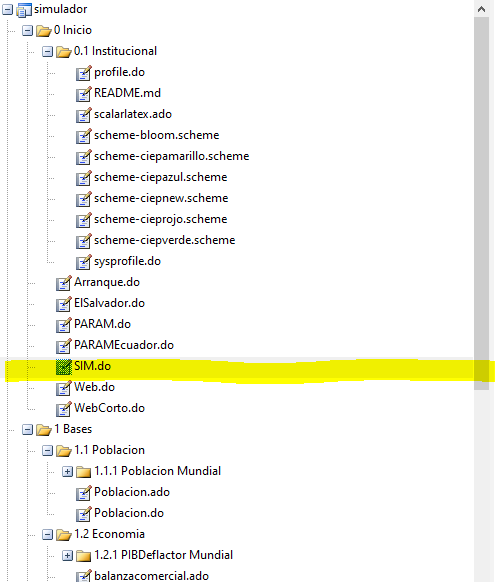 simulador
0 Inicio
0.1 Institucional
profile.do
README.md
scalarlatex.ado
scheme-bloom.scheme
scheme-ciepamarillo.scheme
scheme-ciepazul.scheme
scheme-ciepnew.scheme
scheme-cieprojo.scheme
scheme-ciepverde.scheme
sysprofile.do
Arranque.do
ElSalvador.do
PARAM.do
PARAMEcuador.do
SIM.do
Web.do
WebCorto.do
1 Bases
1.1 Poblacion
1.1.1 Poblacion Mundial
Poblacion.ado
Poblacion.do
1.2 Economia
1.2.1 PIBDeflactor Mundial
balanzacomercial.ado